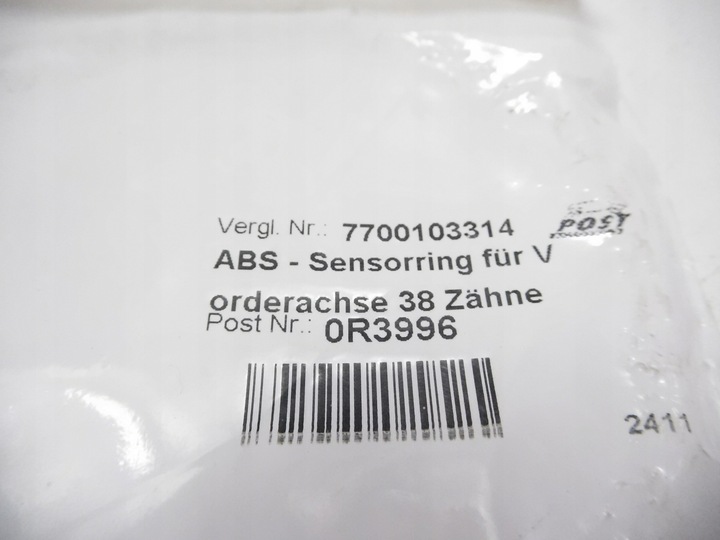 Vergl. Nr.: 7700103314 POST
ABS - Sensorring für V
orderachse 38 Zähne
Post Nr.: 0R3996
2411